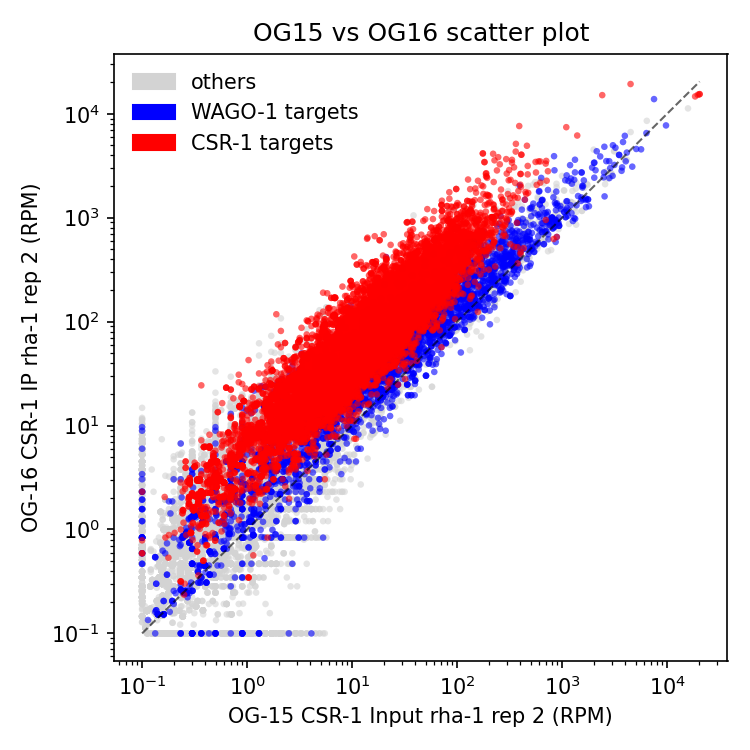 OG15 vs OG16 scatter plot
others
WAGO-1 targets
CSR-1 targets
OG-16 CSR-1 IP rha-1 rep 2 (RPM)
10⁴
10³
10²
10¹
10⁰
10⁻¹
10⁻¹ 10⁰ 10¹ 10² 10³ 10⁴
OG-15 CSR-1 Input rha-1 rep 2 (RPM)